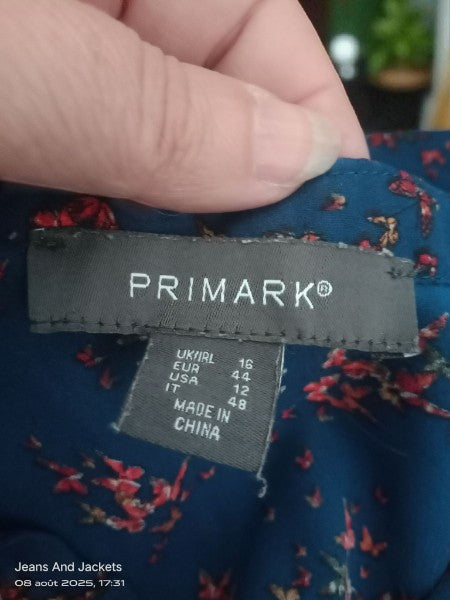 PRIMARK®
UK/IRL 16
EUR 44
USA 12
IT 48
MADE IN
CHINA
Jeans And Jackets
08 août 2025, 17:31